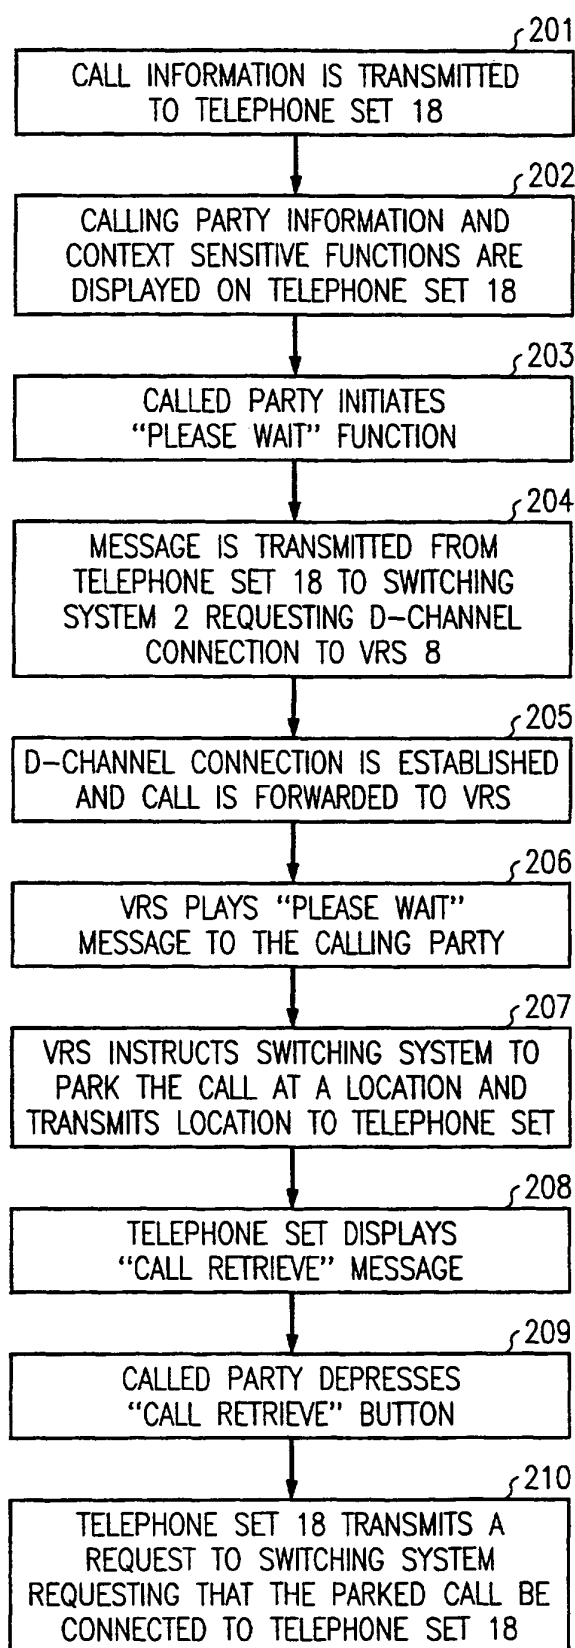 201
CALL INFORMATION IS TRANSMITTED
TO TELEPHONE SET 18
202
CALLING PARTY INFORMATION AND
CONTEXT SENSITIVE FUNCTIONS ARE
DISPLAYED ON TELEPHONE SET 18
203
CALLED PARTY INITIATES
“PLEASE WAIT” FUNCTION
204
MESSAGE IS TRANSMITTED FROM
TELEPHONE SET 18 TO SWITCHING
SYSTEM 2 REQUESTING D-CHANNEL
CONNECTION TO VRS 8
205
D-CHANNEL CONNECTION IS ESTABLISHED
AND CALL IS FORWARDED TO VRS
206
VRS PLAYS “PLEASE WAIT”
MESSAGE TO THE CALLING PARTY
207
VRS INSTRUCTS SWITCHING SYSTEM TO
PARK THE CALL AT A LOCATION AND
TRANSMITS LOCATION TO TELEPHONE SET
208
TELEPHONE SET DISPLAYS
“CALL RETRIEVE” MESSAGE
209
CALLED PARTY DEPRESSES
“CALL RETRIEVE” BUTTON
210
TELEPHONE SET 18 TRANSMITS A
REQUEST TO SWITCHING SYSTEM
REQUESTING THAT THE PARKED CALL BE
CONNECTED TO TELEPHONE SET 18